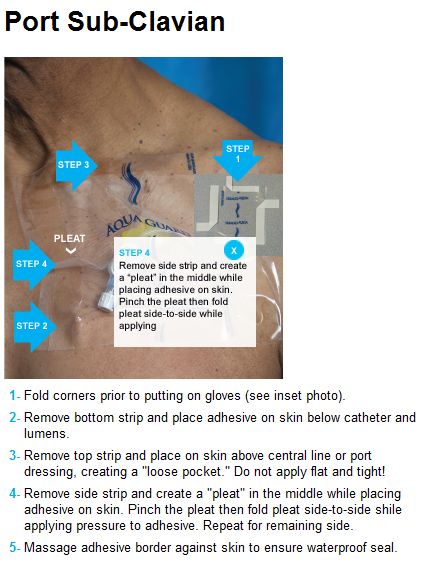 Port Sub-Clavian
STEP 3
STEP
1
AQUA GUARD
PLEAT
STEP 4
STEP 2
STEP 4
X
Remove side strip and create
a "pleat" in the middle while
placing adhesive on skin.
Pinch the pleat then fold
pleat side-to-side while
applying
1- Fold corners prior to putting on gloves (see inset photo).
2- Remove bottom strip and place adhesive on skin below catheter and
lumens.
3- Remove top strip and place on skin above central line or port
dressing, creating a "loose pocket." Do not apply flat and tight!
4- Remove side strip and create a "pleat" in the middle while placing
adhesive on skin. Pinch the pleat then fold pleat side-to-side shile
applying pressure to adhesive. Repeat for remaining side.
5- Massage adhesive border against skin to ensure waterproof seal.